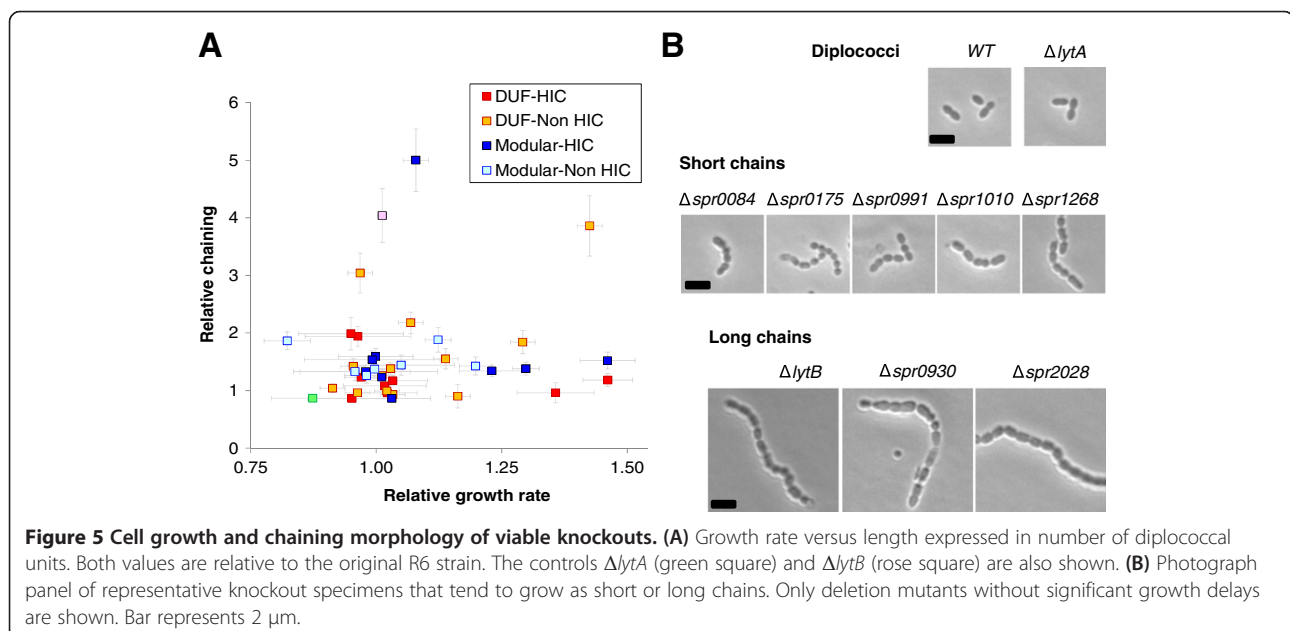 A
Relative chaining
6
5
4
3
2
1
0
0.75 1.00 1.25 1.50
Relative growth rate
DUF-HIC
DUF-Non HIC
Modular-HIC
Modular-Non HIC
B
Diplococci WT ΔlytA
Short chains
Δspr0084 Δspr0175 Δspr0991 Δspr1010 Δspr1268
Long chains
ΔlytB Δspr0930 Δspr2028
Figure 5 Cell growth and chaining morphology of viable knockouts. (A) Growth rate versus length expressed in number of diplococcal
units. Both values are relative to the original R6 strain. The controls ΔlytA (green square) and ΔlytB (rose square) are also shown. (B) Photograph
panel of representative knockout specimens that tend to grow as short or long chains. Only deletion mutants without significant growth delays
are shown. Bar represents 2 μm.